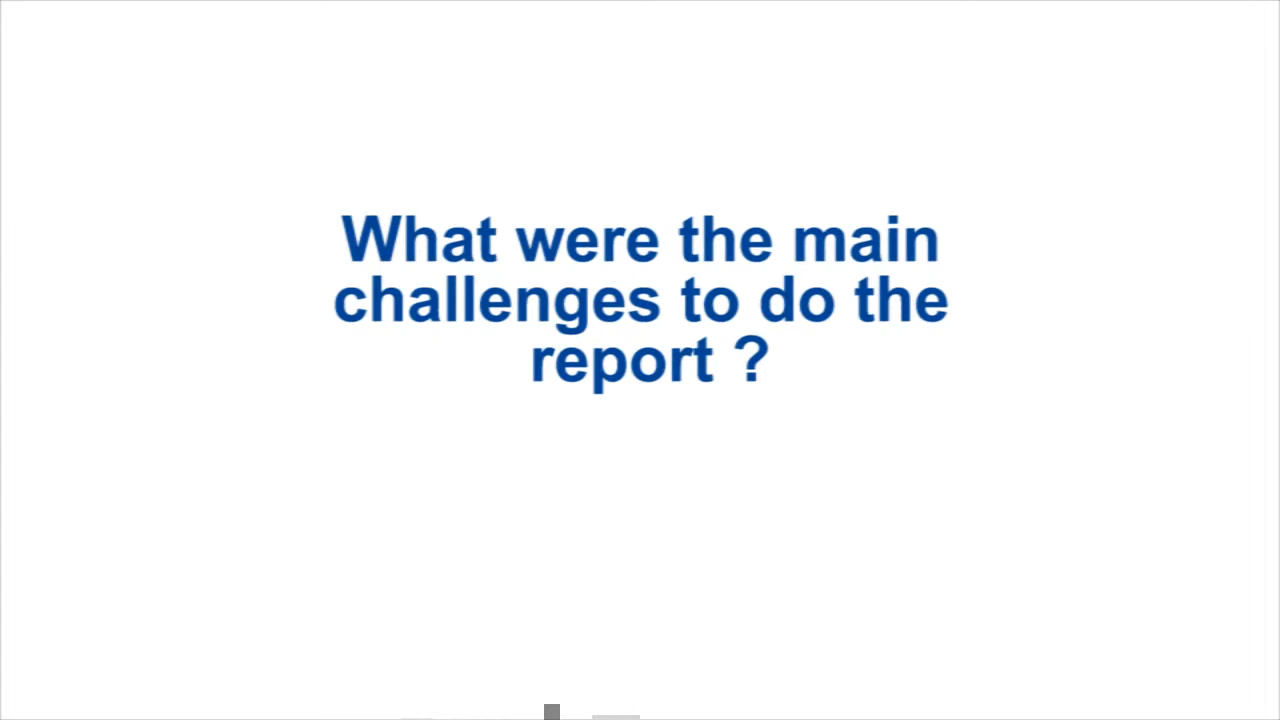 What were the main
challenges to do the
report ?